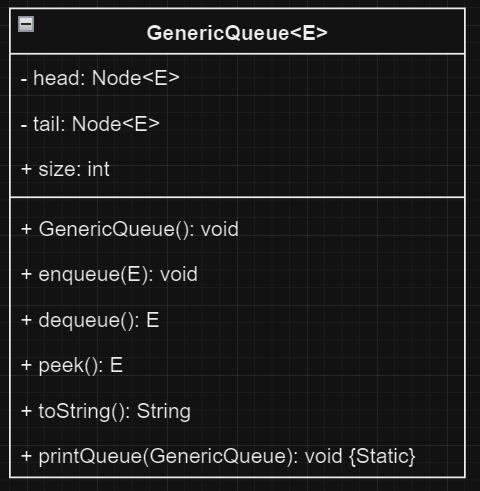 GenericQueue<E>
- head: Node<E>
- tail: Node<E>
+ size: int
+ GenericQueue(): void
+ enqueue(E): void
+ dequeue(): E
+ peek(): E
+ toString(): String
+ printQueue(GenericQueue): void {Static}